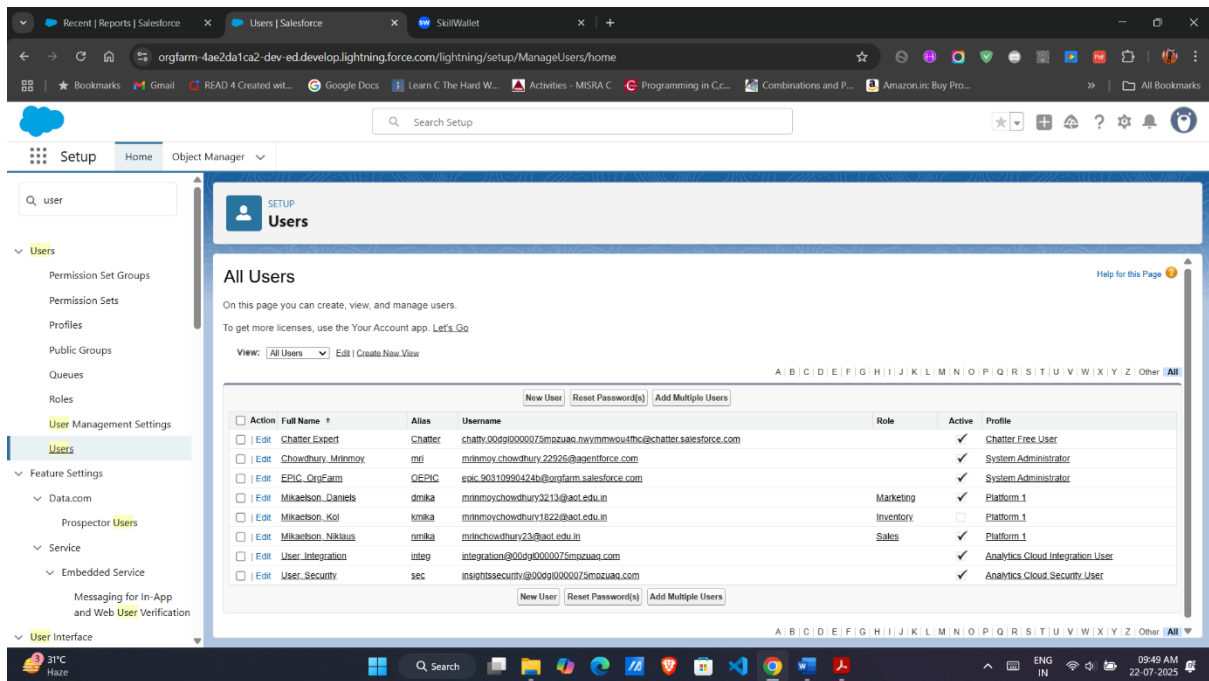 Recent | Reports | Salesforce
Users | Salesforce
SkillWallet
orgfarm-4ae2da1ca2-dev-ed.develop.lightning.force.com/lightning/setup/ManageUsers/home
Bookmarks Gmail READ 4 Created wit... Google Docs Learn C The Hard W... Activities - MISRA C Programming in C,c... Combinations and P... Amazon.in: Buy Pro... » All Bookmarks
Search Setup
Setup Home Object Manager
user
Users
Permission Set Groups
Permission Sets
Profiles
Public Groups
Queues
Roles
User Management Settings
Users
Feature Settings
Data.com
Prospector Users
Service
Embedded Service
Messaging for In-App
and Web User Verification
User Interface
SETUP
Users
All Users
Help for this Page
On this page you can create, view, and manage users.
To get more licenses, use the Your Account app. Let's Go
View: All Users Edit | Create New View
A | B | C | D | E | F | G | H | I | J | K | L | M | N | O | P | Q | R | S | T | U | V | W | X | Y | Z | Other All
New User Reset Password(s) Add Multiple Users
Action Full Name ↑ Alias Username Role Active Profile
Edit Chatter Expert Chatter chatty.00dgl0000075mpzuaq.nwymmwou4fhc@chatter.salesforce.com Chatter Free User
Edit Chowdhury, Mrinmoy mri mrinmoy.chowdhury.22926@agentforce.com System Administrator
Edit EPIC, OrgFarm OEPIC epic.90310990424b@orgfarm.salesforce.com System Administrator
Edit Mikaelson, Daniels dmika mrinmoychowdhury3213@aot.edu.in Marketing Platform 1
Edit Mikaelson, Kol kmika mrinmoychowdhury1822@aot.edu.in Inventory Platform 1
Edit Mikaelson, Niklaus nmika mrinchowdhury23@aot.edu.in Sales Platform 1
Edit User, Integration integ integration@00dgl0000075mpzuaq.com Analytics Cloud Integration User
Edit User, Security sec insightssecurity@00dgl0000075mpzuaq.com Analytics Cloud Security User
New User Reset Password(s) Add Multiple Users
A | B | C | D | E | F | G | H | I | J | K | L | M | N | O | P | Q | R | S | T | U | V | W | X | Y | Z | Other All
3
31°C
Haze
Search
ENG
IN
09:49 AM
22-07-2025